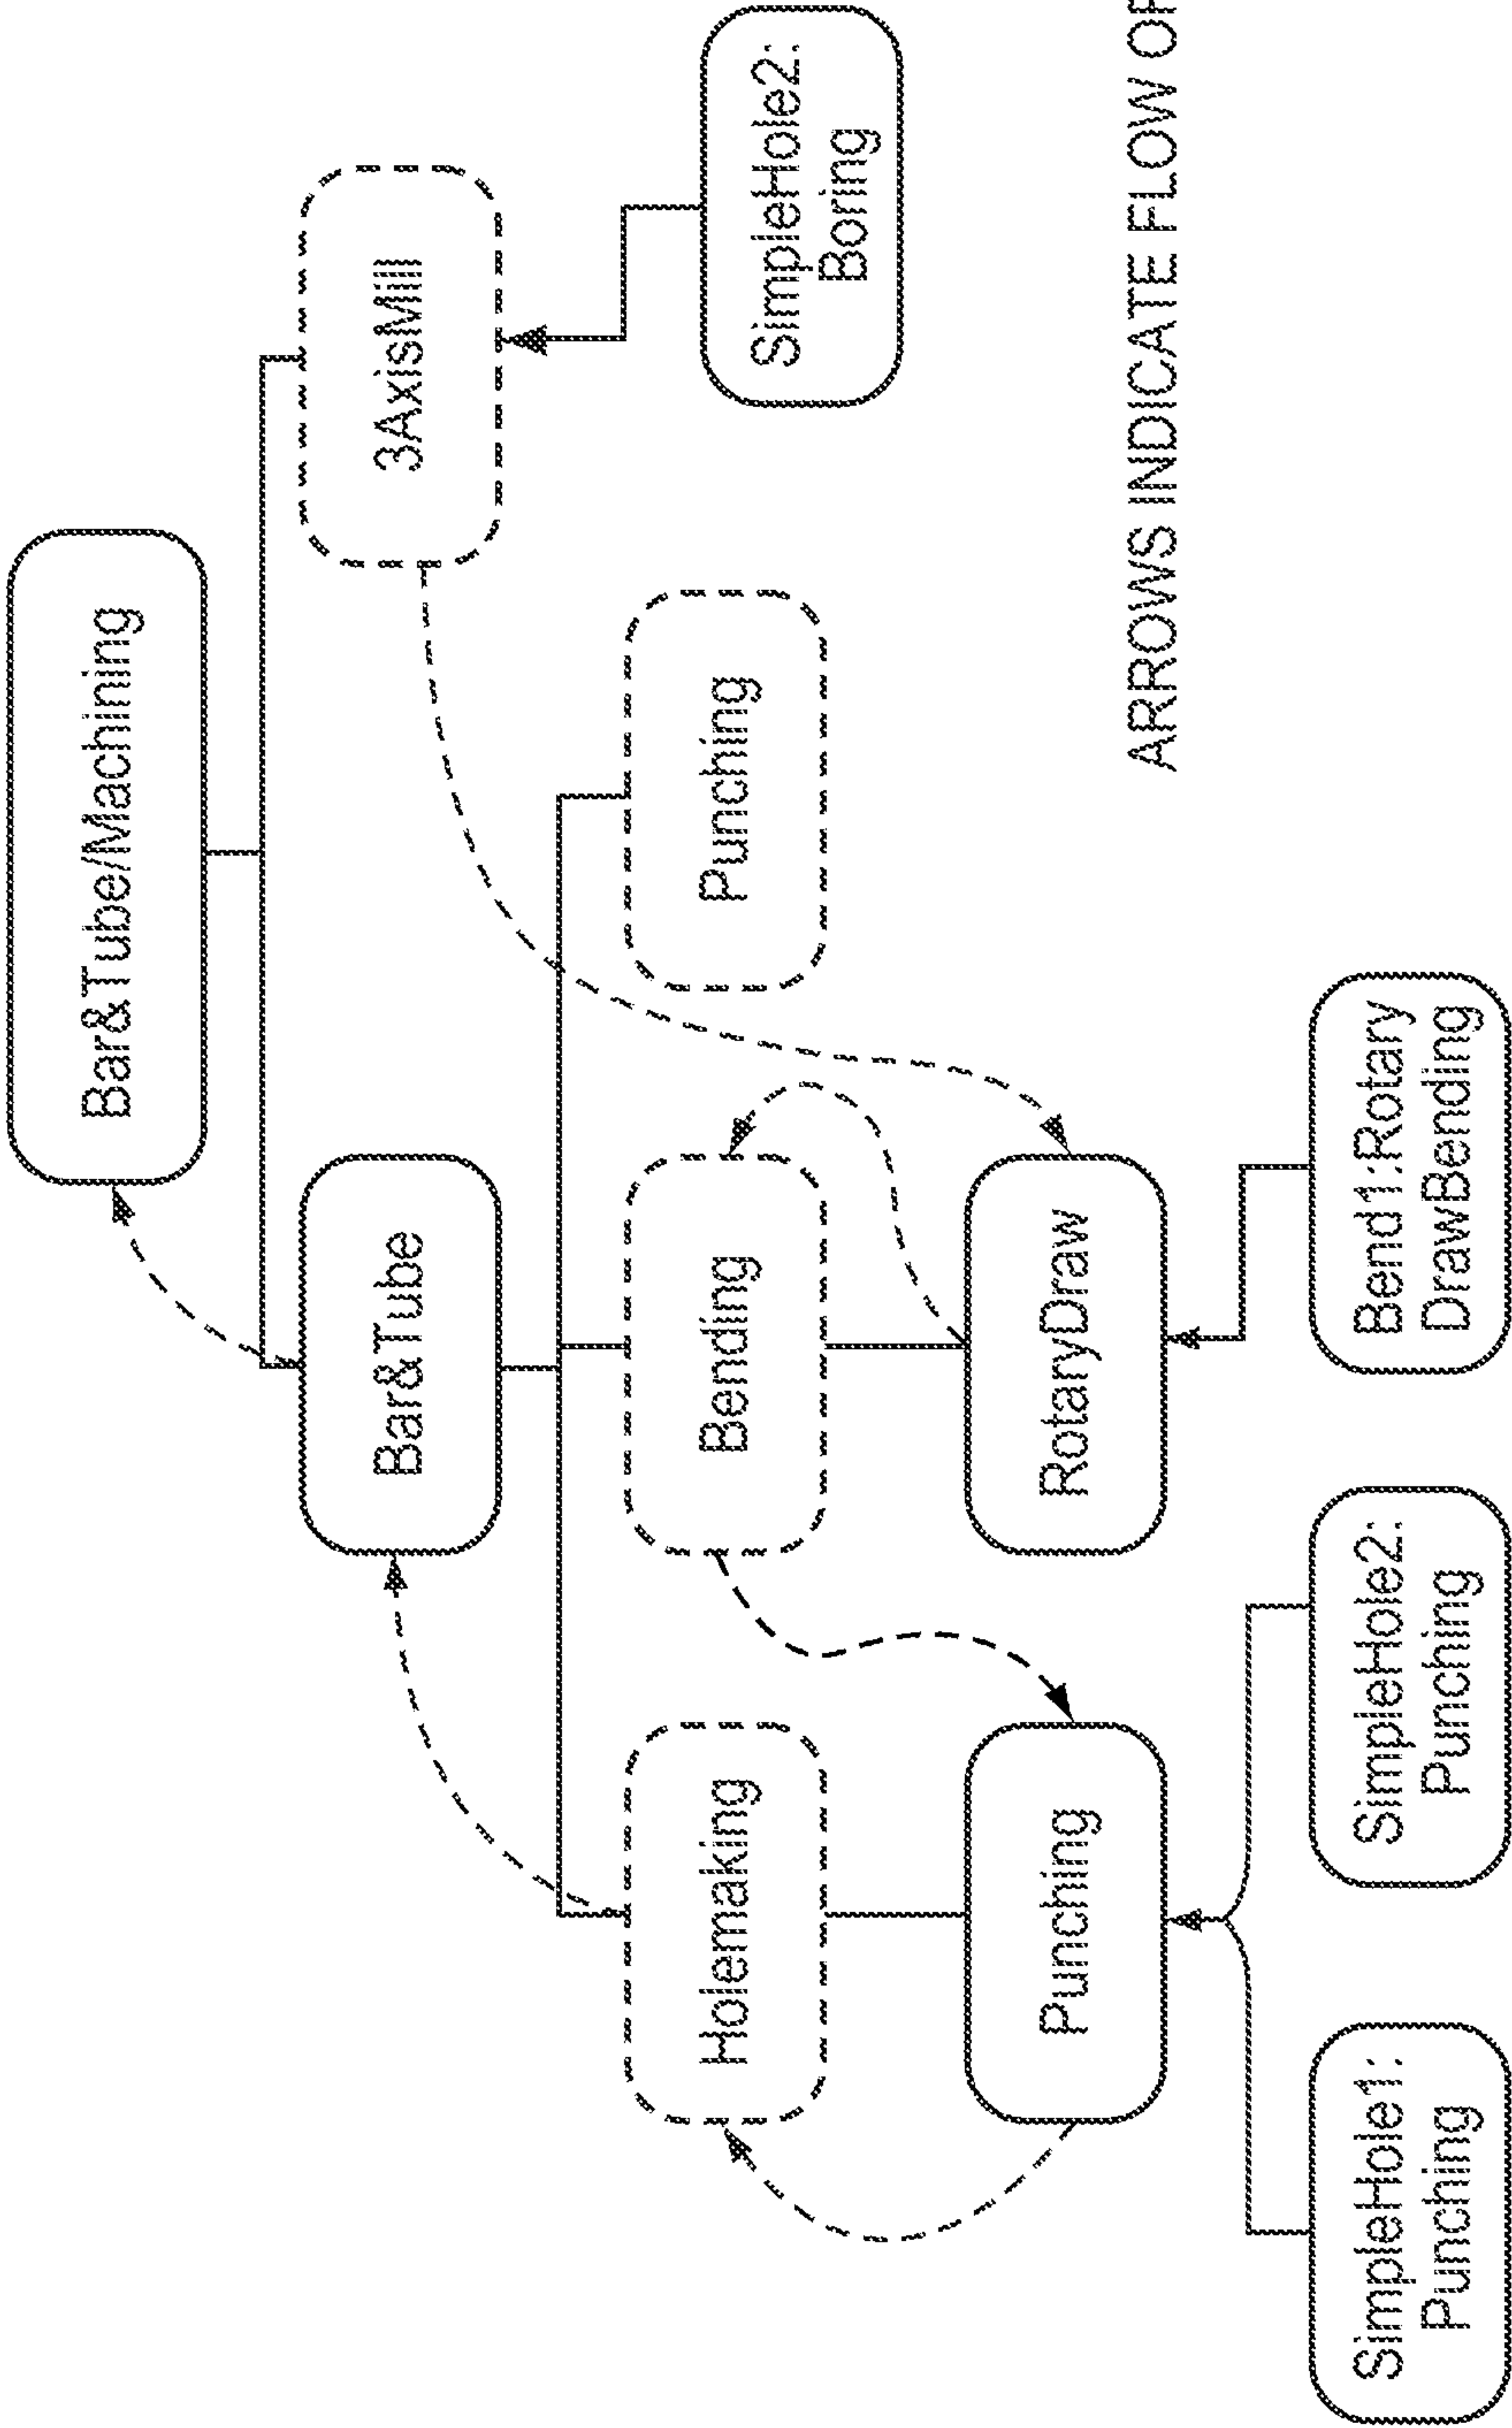 Bar&Tube/Machining
Bar&Tube
3AxisMill
Holemaking
Bending
Punching
SimpleHole2:
Boring
Punching
RotaryDraw
SimpleHole1:
Punching
SimpleHole2:
Punching
Bend1:Rotary
DrawBending
ARROWS INDICATE FLOW OF